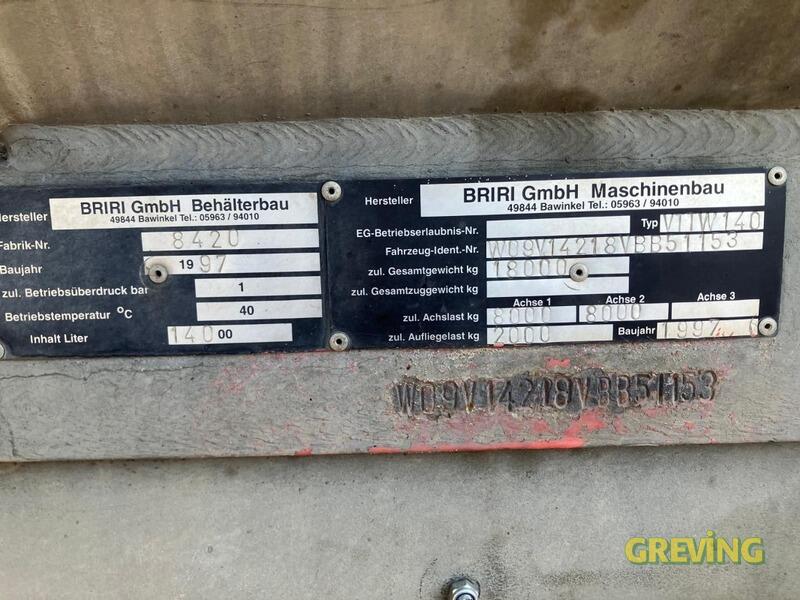 Hersteller BRIRI GmbH Behälterbau
49844 Bawinkel Tel.: 05963 / 94010
Fabrik-Nr. 8420
Baujahr 1997
zul. Betriebsüberdruck bar 1
Betriebstemperatur °C 40
Inhalt Liter 14000
Hersteller BRIRI GmbH Maschinenbau
49844 Bawinkel Tel.: 05963 / 94010
EG-Betriebserlaubnis-Nr. Typ VTTW140
Fahrzeug-Ident.-Nr. W09V14218VBB51153
zul. Gesamtgewicht kg 18000
zul. Gesamtzuggewicht kg
Achse 1 Achse 2 Achse 3
zul. Achslast kg 8000 8000
zul. Aufliegelast kg 2000 Baujahr 1997
W09V14218VBB51153
GREVING